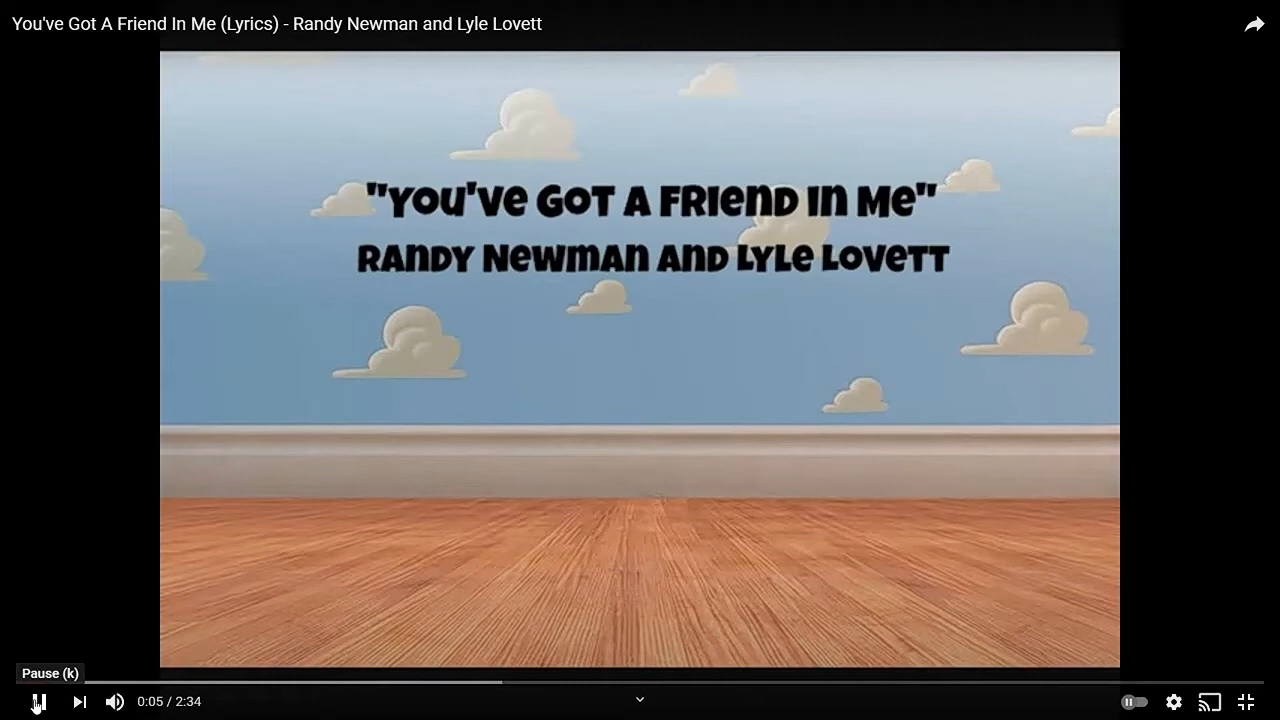 You've Got A Friend In Me (Lyrics) - Randy Newman and Lyle Lovett
"You've Got A Friend In Me"
Randy Newman and Lyle Lovett
Pause (k)
0:05 / 2:34